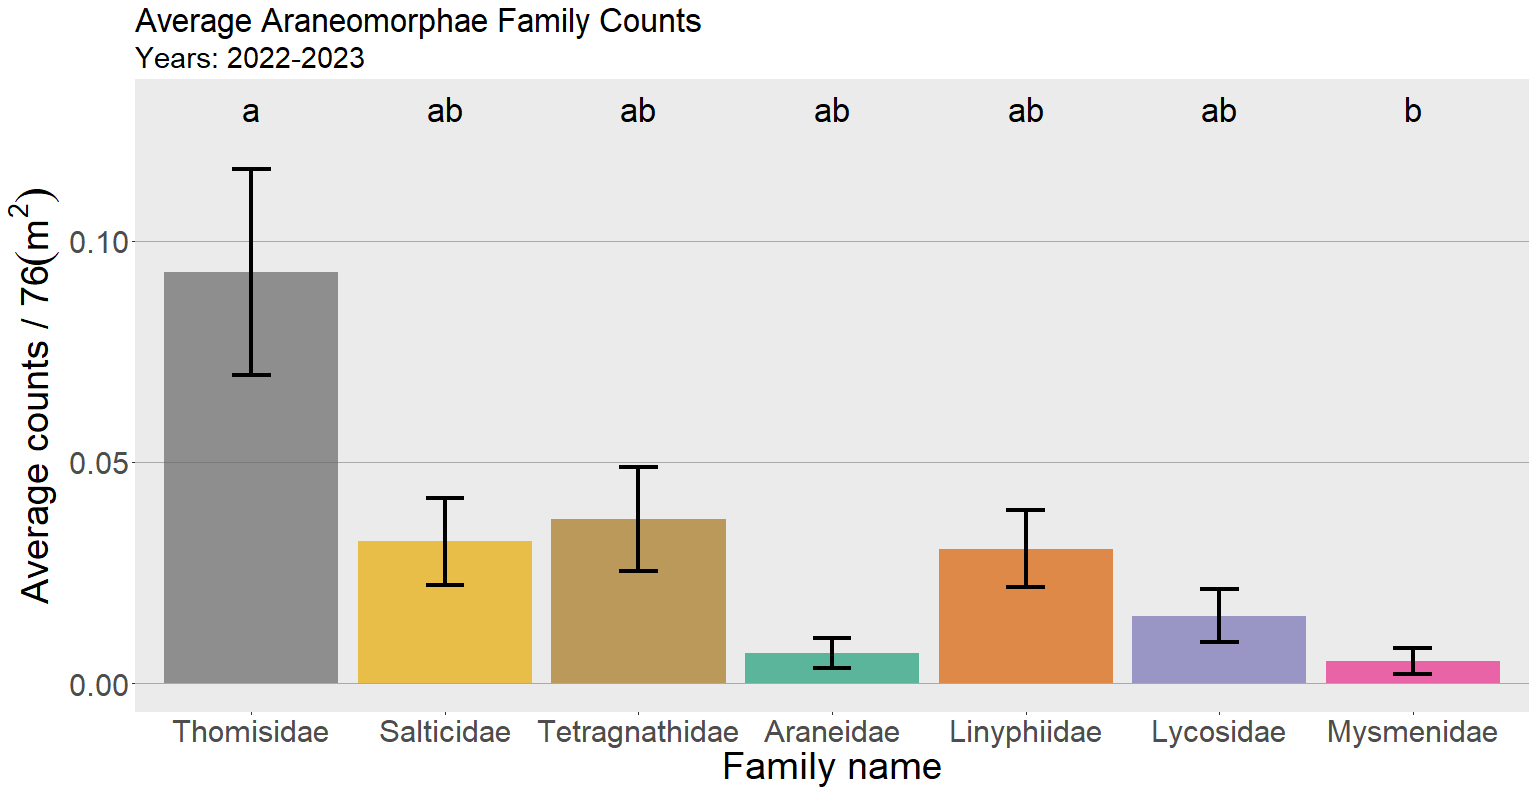 Average Araneomorphae Family Counts
Years: 2022-2023
a ab ab ab ab ab b
Average counts / 76(m²)
0.10
0.05
0.00
Thomisidae Salticidae Tetragnathidae Araneidae Linyphiidae Lycosidae Mysmenidae
Family name